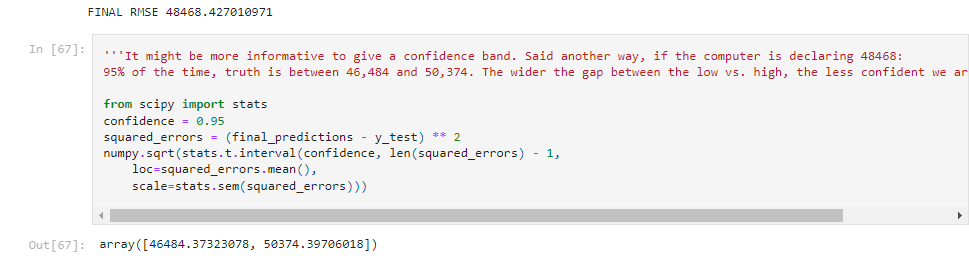 FINAL RMSE 48468.427010971
In [67]:
'''It might be more informative to give a confidence band. Said another way, if the computer is declaring 48468:
95% of the time, truth is between 46,484 and 50,374. The wider the gap between the low vs. high, the less confident we ar
from scipy import stats
confidence = 0.95
squared_errors = (final_predictions - y_test) ** 2
numpy.sqrt(stats.t.interval(confidence, len(squared_errors) - 1,
    loc=squared_errors.mean(),
    scale=stats.sem(squared_errors)))
Out[67]: array([46484.37323078, 50374.39706018])